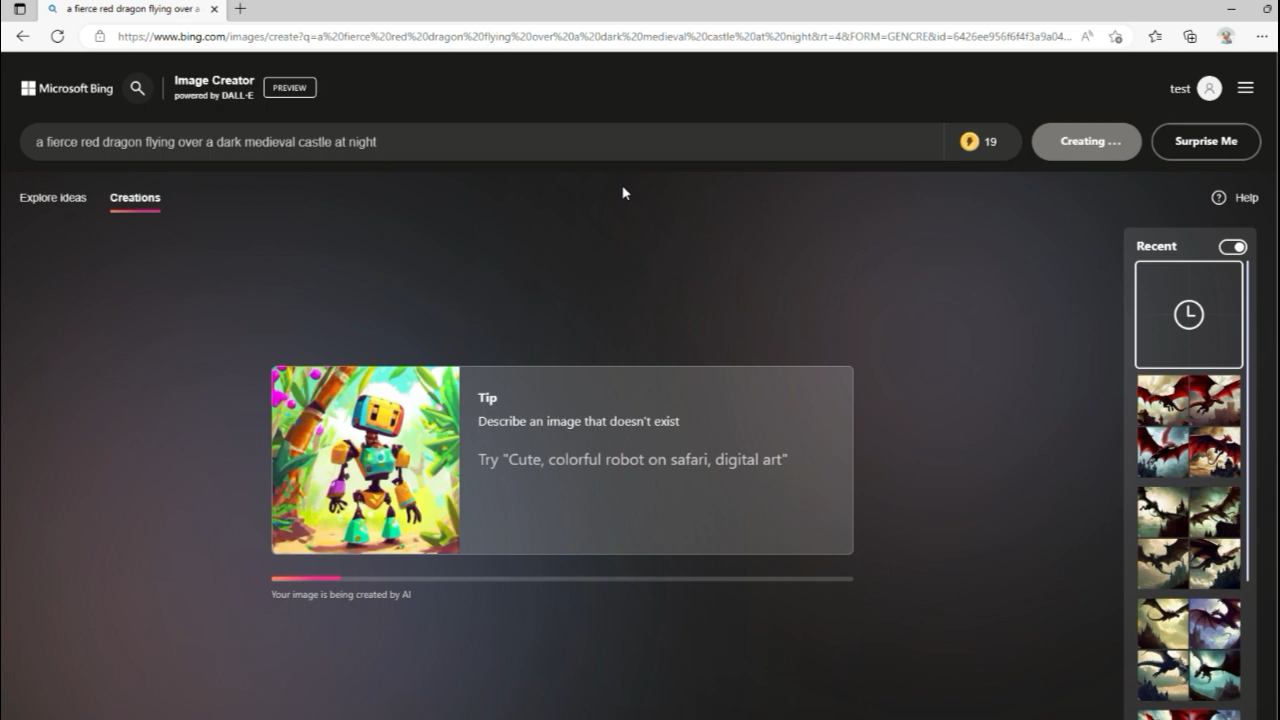 a fierce red dragon flying over a
https://www.bing.com/images/create?q=a%20fierce%20red%20dragon%20flying%20over%20a%20dark%20medieval%20castle%20at%20night&rt=4&FORM=GENCRE&id=6426ee956f6f4f3a9a04...
Microsoft Bing
Image Creator
powered by DALL·E
PREVIEW
test
a fierce red dragon flying over a dark medieval castle at night
19
Creating ...
Surprise Me
Explore ideas
Creations
Help
Recent
Tip
Describe an image that doesn't exist
Try "Cute, colorful robot on safari, digital art"
Your image is being created by AI